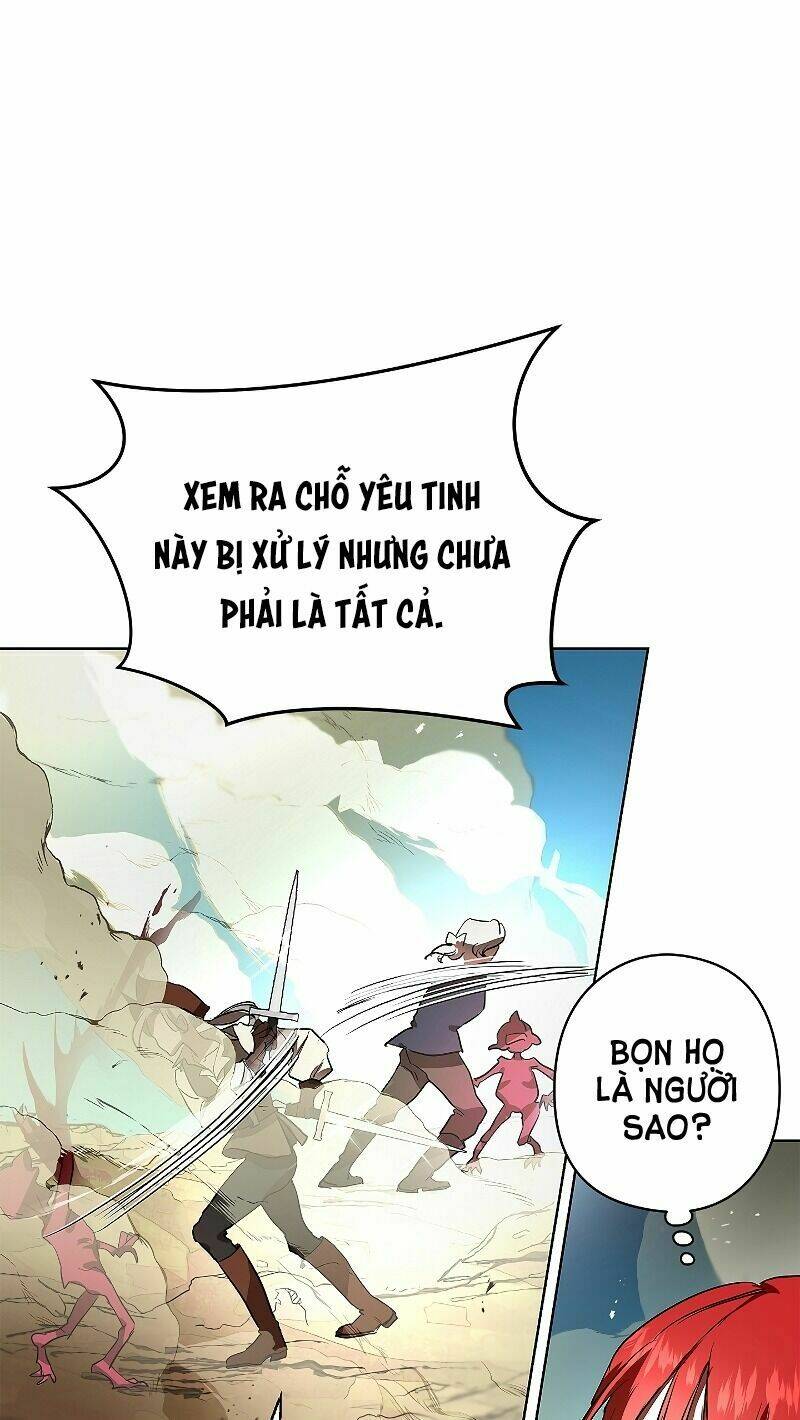 XEM RA CHỖ YÊU TINH
NÀY BỊ XỬ LÝ NHƯNG CHƯA
PHẢI LÀ TẤT CẢ.
BỌN HỌ
LÀ NGƯỜI
SAO?